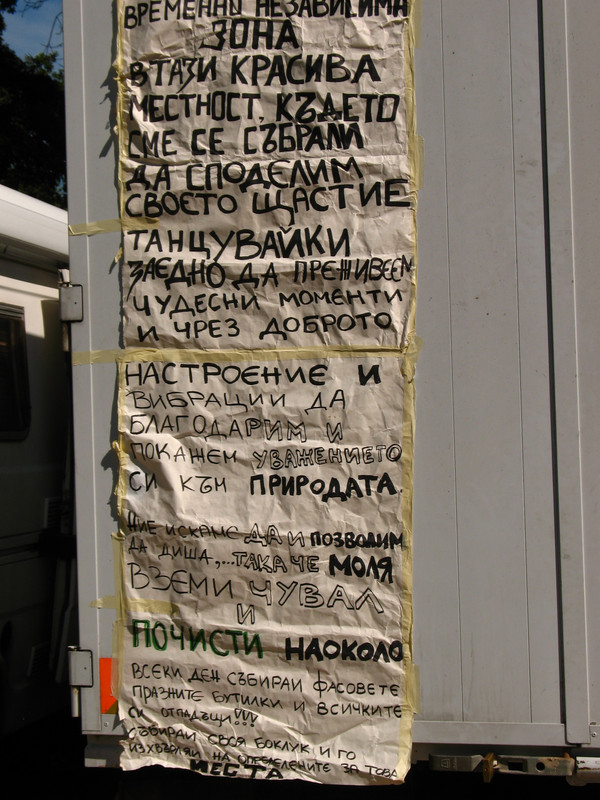 ВРЕМЕННО НЕЗАВИСИМА
ЗОНА
В ТАЗИ КРАСИВА
МЕСТНОСТ, КЪДЕТО
СМЕ СЕ СЪБРАЛИ
ДА СПОДЕЛИМ
СВОЕТО ЩАСТИЕ
ТАНЦУВАЙКИ
ЗАЕДНО ДА ПРЕЖИВЕЕМ
ЧУДЕСНИ МОМЕНТИ
И ЧРЕЗ ДОБРОТО
НАСТРОЕНИЕ И
ВИБРАЦИИ ДА
БЛАГОДАРИМ И
ПОКАЖЕМ УВАЖЕНИЕТО
СИ КЪМ ПРИРОДАТА.
НИЕ ИСКАМЕ ДА И ПОЗВОЛИМ
ДА ДИША,...ТАКА ЧЕ МОЛЯ
ВЗЕМИ ЧУВАЛ
И
ПОЧИСТИ НАОКОЛО
ВСЕКИ ДЕН СЪБИРАИ ФАСОВЕТЕ
ПРАЗНИТЕ БУТИЛКИ И ВСИЧКИТЕ
СИ ОТПАДЪЦИ!!!
СЪБИРАЙ СВОЯ БОКЛУК И ГО
ИЗХВЪРЛЯЙ НА ОПРЕДЕЛЕНИТЕ ЗА ТОВА
МЕСТА